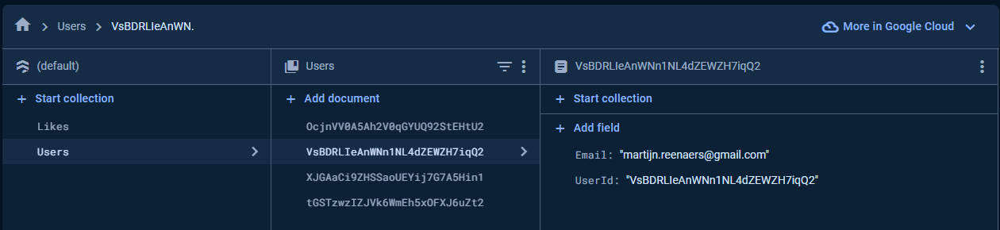 Users VsBDRLIeAnWN.
More in Google Cloud
(default)
Users
VsBDRLIeAnWNn1NL4dZEWZH7iqQ2
Start collection
Add document
Start collection
Likes
OcjnVV0A5Ah2V0qGYUQ92StEHtU2
Add field
Users
VsBDRLIeAnWNn1NL4dZEWZH7iqQ2
Email: "martijn.reenaers@gmail.com"
XJGAaCi9ZHSSaoUEYij7G7A5Hin1
UserId: "VsBDRLIeAnWNn1NL4dZEWZH7iqQ2"
tGSTzwzIZJVk6WmEh5xOFXJ6uZt2